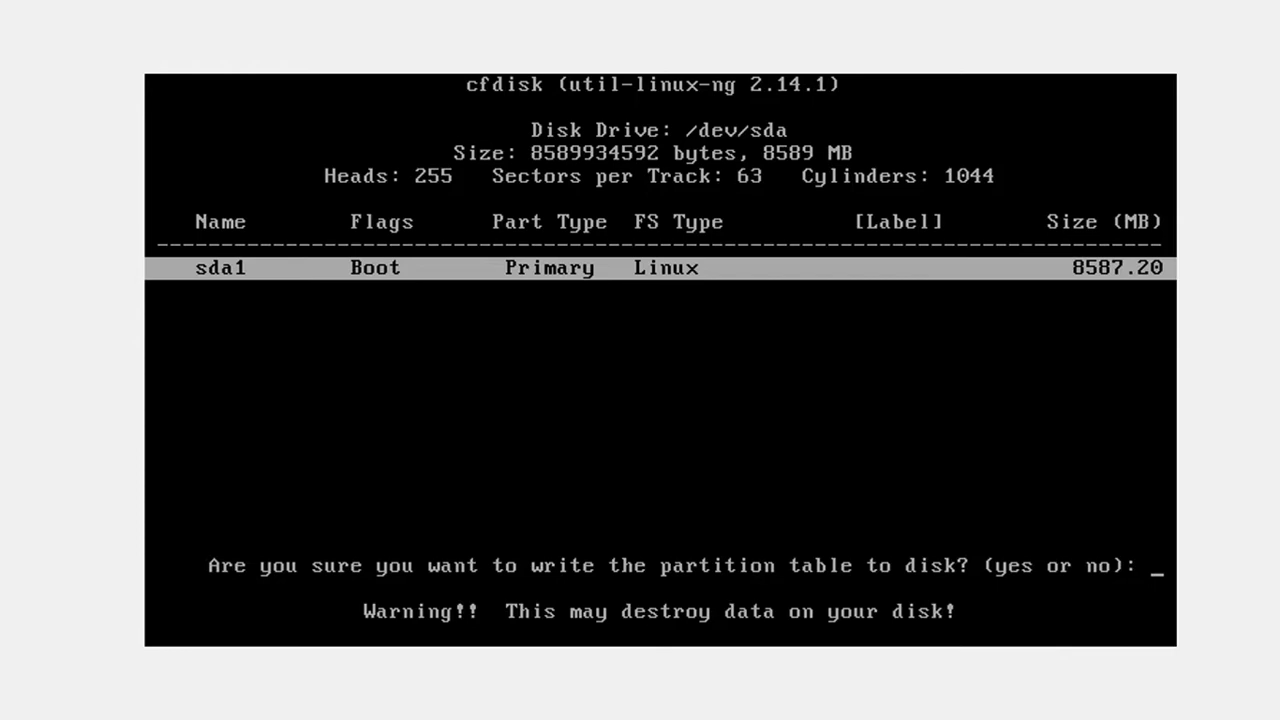 cfdisk (util-linux-ng 2.14.1)
Disk Drive: /dev/sda
Size: 8589934592 bytes, 8589 MB
Heads: 255   Sectors per Track: 63   Cylinders: 1044
Name   Flags   Part Type   FS Type   [Label]   Size (MB)
sda1   Boot   Primary   Linux   8587.20
Are you sure you want to write the partition table to disk? (yes or no): _
Warning!!  This may destroy data on your disk!